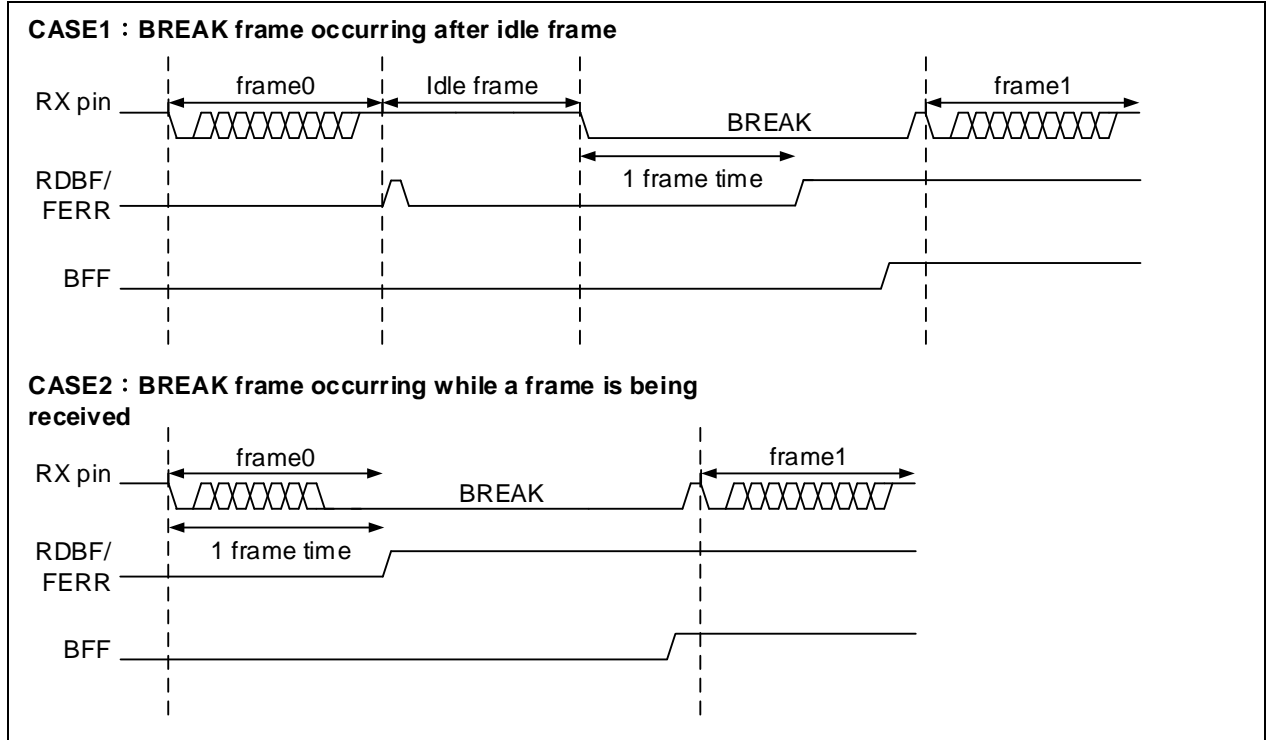 CASE1：BREAK frame occurring after idle frame
frame0
Idle frame
frame1
RX pin
BREAK
1 frame time
RDBF/
FERR
BFF
CASE2：BREAK frame occurring while a frame is being
received
frame0
frame1
RX pin
BREAK
1 frame time
RDBF/
FERR
BFF